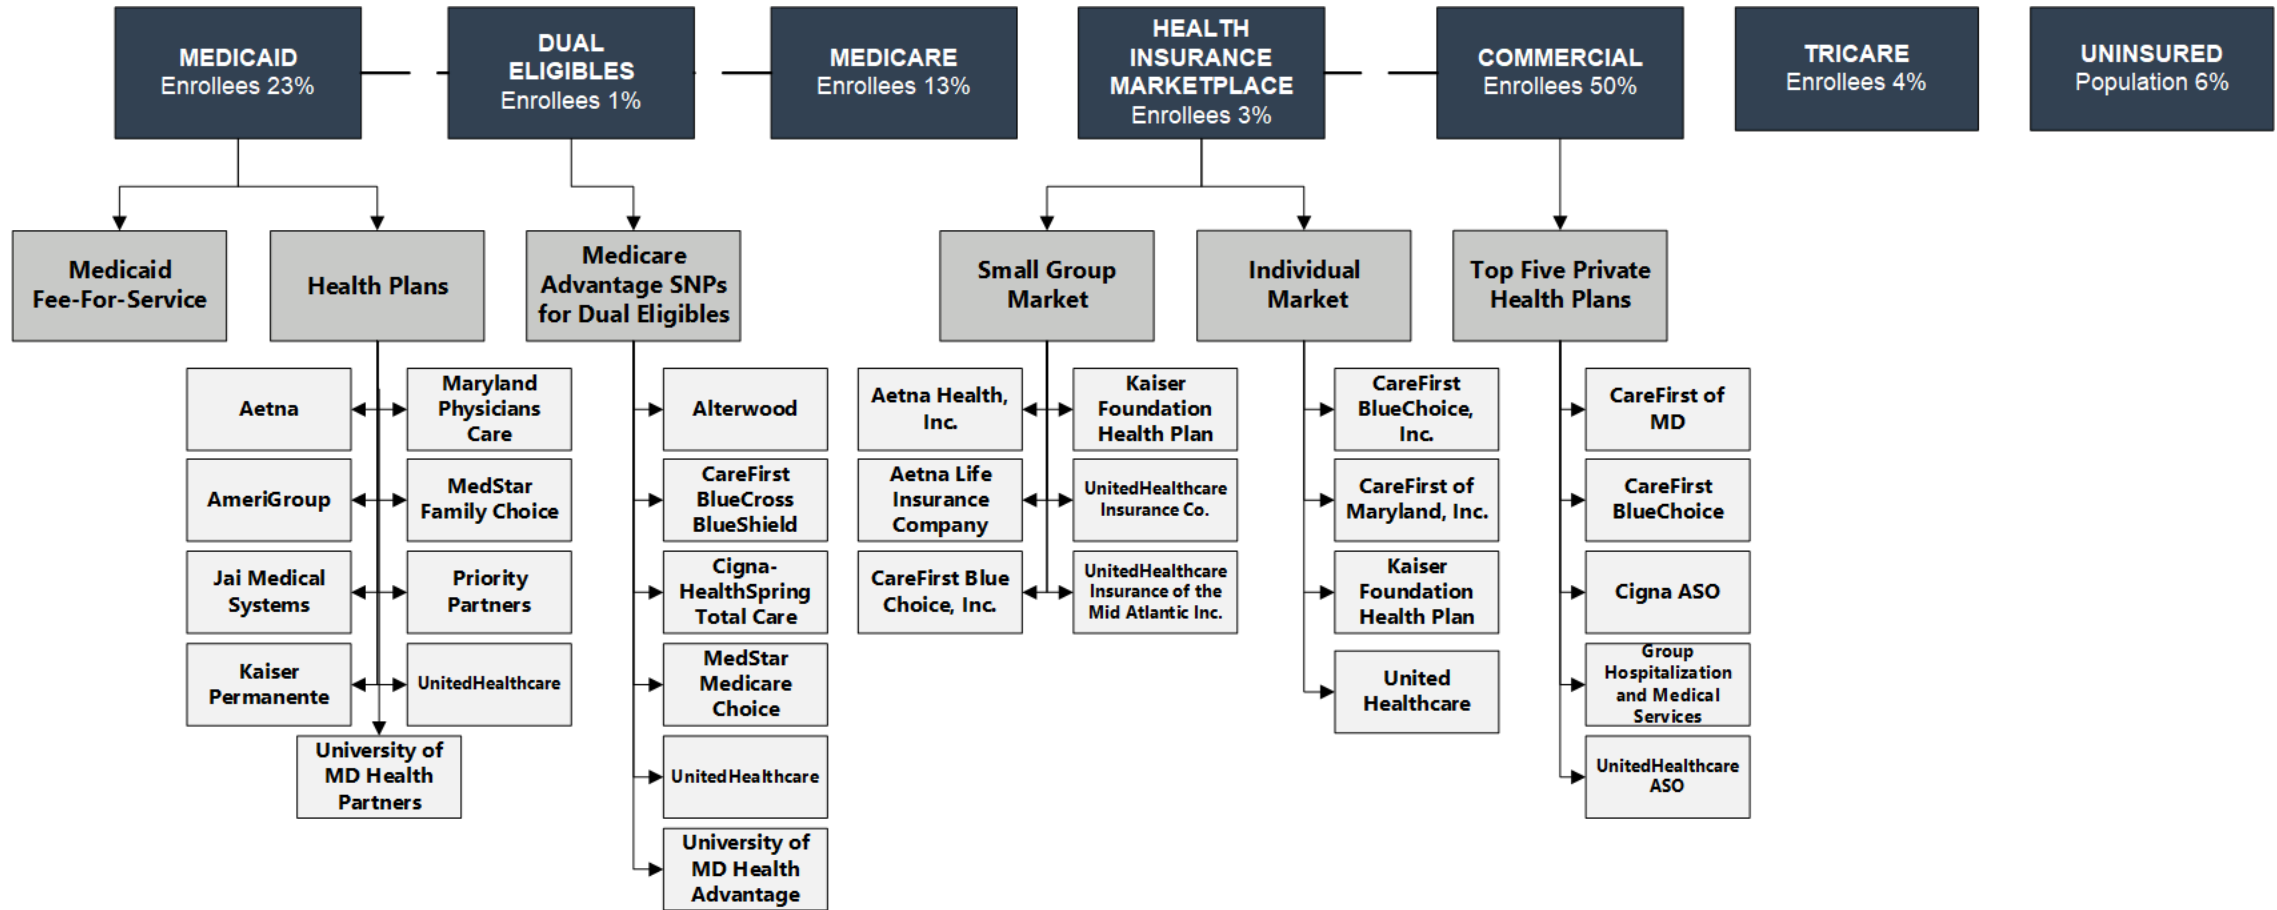 MEDICAID
Enrollees 23%
DUAL
ELIGIBLES
Enrollees 1%
MEDICARE
Enrollees 13%
HEALTH
INSURANCE
MARKETPLACE
Enrollees 3%
COMMERCIAL
Enrollees 50%
TRICARE
Enrollees 4%
UNINSURED
Population 6%
Medicaid
Fee-For-Service
Health Plans
Medicare
Advantage SNPs
for Dual Eligibles
Small Group
Market
Individual
Market
Top Five Private
Health Plans
Aetna
Maryland
Physicians
Care
AmeriGroup
MedStar
Family Choice
Jai Medical
Systems
Priority
Partners
Kaiser
Permanente
UnitedHealthcare
University of
MD Health
Partners
Alterwood
CareFirst
BlueCross
BlueShield
Cigna-
HealthSpring
Total Care
MedStar
Medicare
Choice
UnitedHealthcare
University of
MD Health
Advantage
Aetna Health,
Inc.
Kaiser
Foundation
Health Plan
Aetna Life
Insurance
Company
UnitedHealthcare
Insurance Co.
CareFirst Blue
Choice, Inc.
UnitedHealthcare
Insurance of the
Mid Atlantic Inc.
CareFirst
BlueChoice,
Inc.
CareFirst of
Maryland, Inc.
Kaiser
Foundation
Health Plan
United
Healthcare
CareFirst of
MD
CareFirst
BlueChoice
Cigna ASO
Group
Hospitalization
and Medical
Services
UnitedHealthcare
ASO